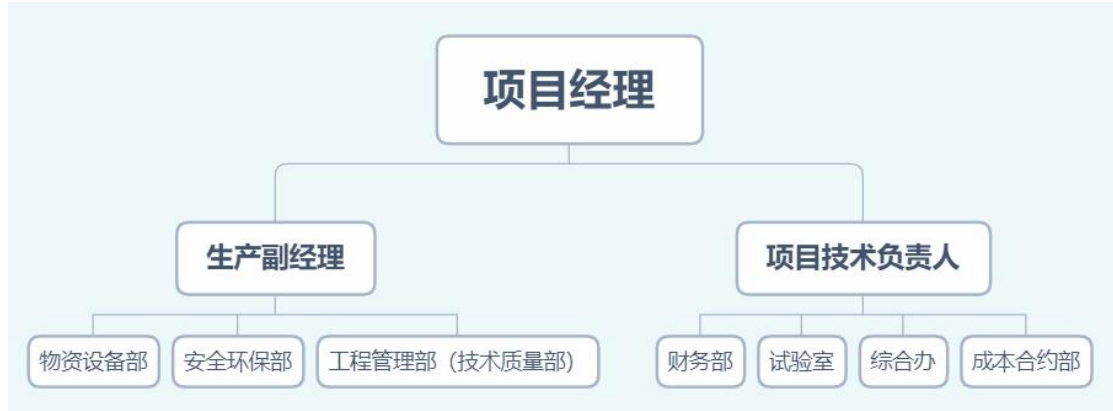 项目经理
生产副经理
项目技术负责人
物资设备部
安全环保部
工程管理部（技术质量部）
财务部
试验室
综合办
成本合约部